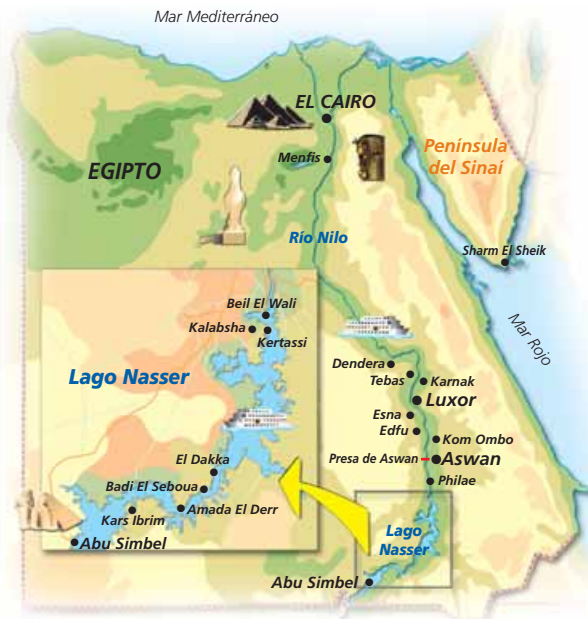 Mar Mediterráneo
EL CAIRO
Menfis
EGIPTO
Península
del Sinaí
Río Nilo
Sharm El Sheik
Mar Rojo
Beil El Wali
Kalabsha
Kertassi
Lago Nasser
El Dakka
Badi El Seboua
Kars Ibrim
Amada El Derr
Abu Simbel
Dendera
Tebas
Karnak
Luxor
Esna
Edfu
Kom Ombo
Presa de Aswan
Aswan
Philae
Lago
Nasser
Abu Simbel